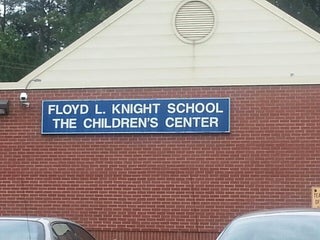 FLOYD L. KNIGHT SCHOOL
THE CHILDREN'S CENTER